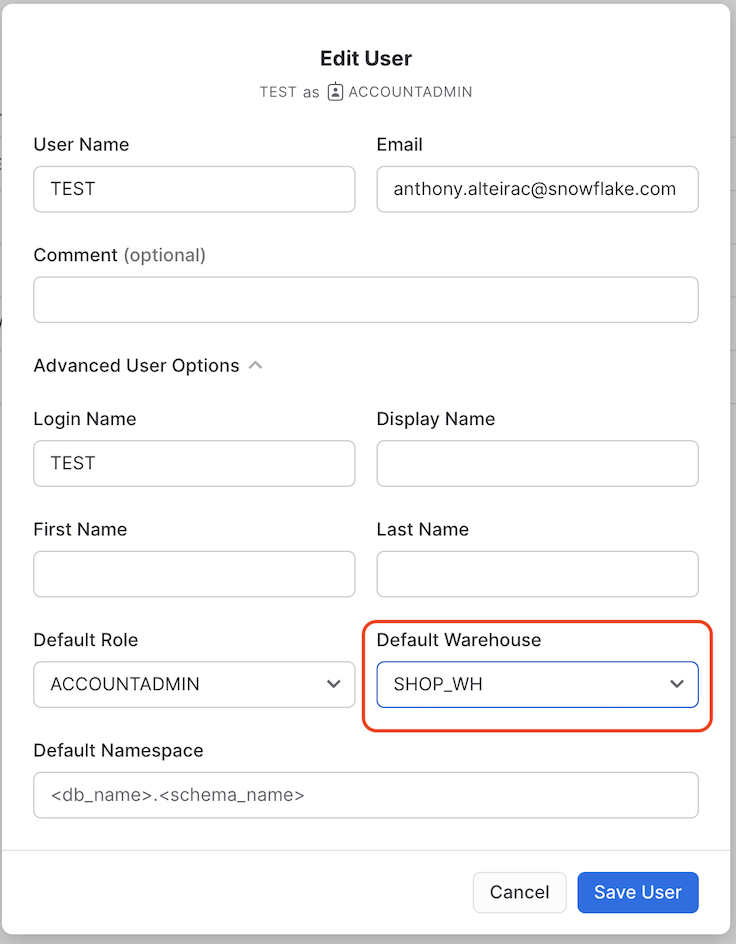 Edit User
TEST as ACCOUNTADMIN
User Name
Email
TEST
anthony.alteirac@snowflake.com
Comment (optional)
Advanced User Options
Login Name
Display Name
TEST
First Name
Last Name
Default Role
Default Warehouse
ACCOUNTADMIN
SHOP_WH
Default Namespace
<db_name>.<schema_name>
Cancel
Save User